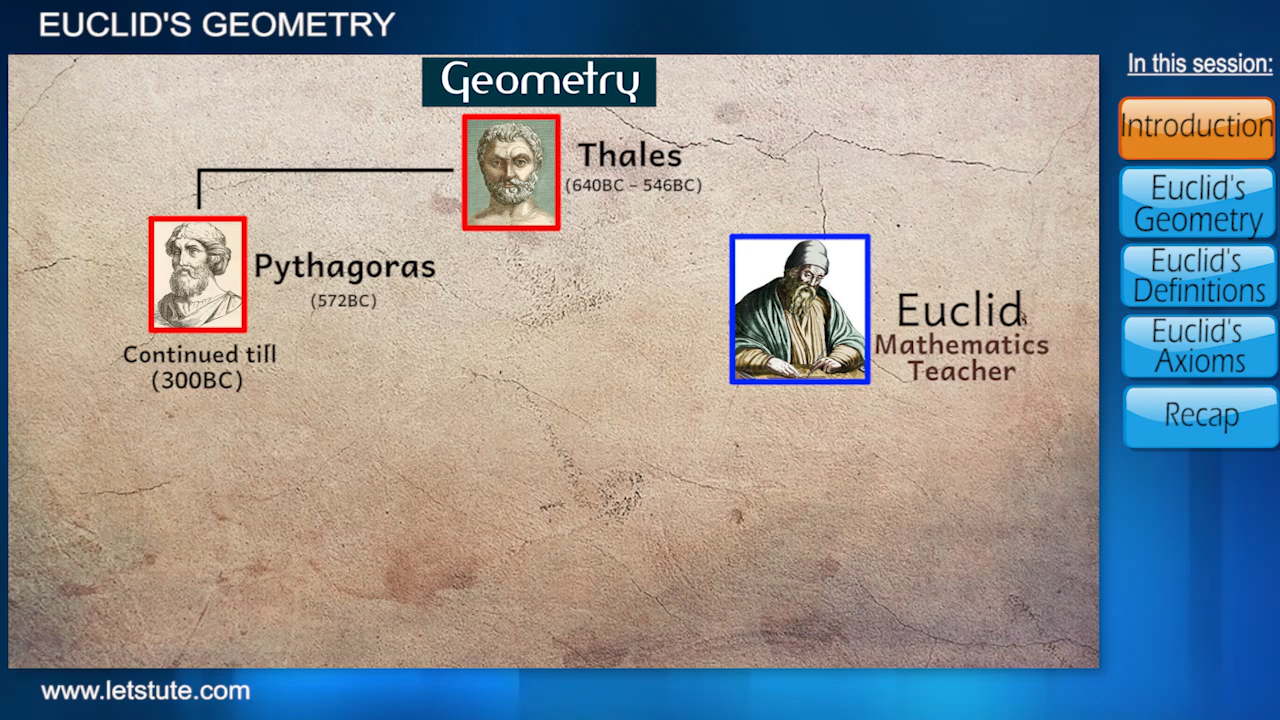 EUCLID'S GEOMETRY
Geometry
Thales
(640BC – 546BC)
Pythagoras
(572BC)
Continued till
(300BC)
Euclid
Mathematics
Teacher
In this session:
Introduction
Euclid's
Geometry
Euclid's
Definitions
Euclid's
Axioms
Recap
www.letstute.com